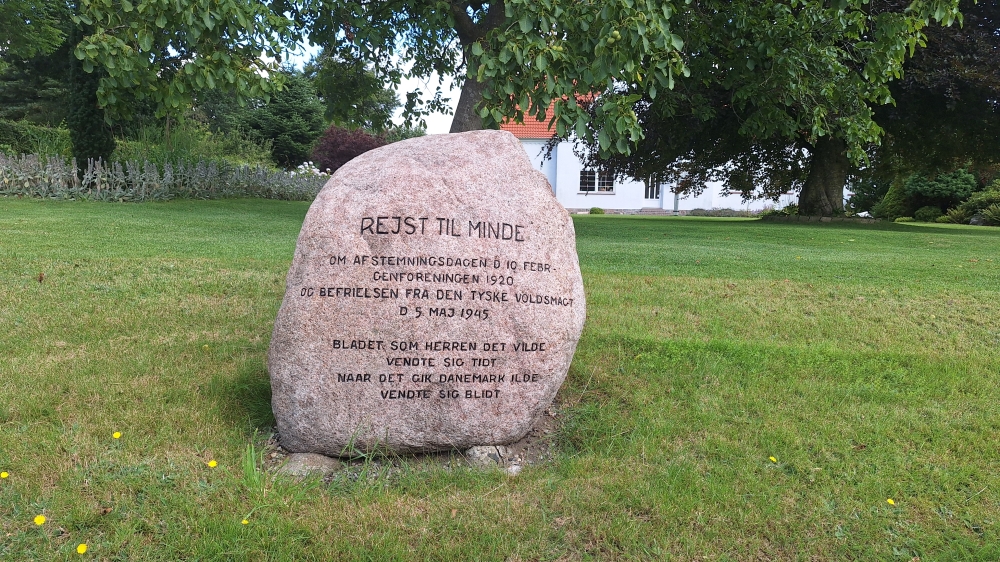 REJST TIL MINDE
OM AFSTEMNINGSDAGEN D. 10 FEBR-
GENFORENINGEN 1920
OG BEFRIELSEN FRA DEN TYSKE VOLDSMAGT
D 5. MAJ 1945.
BLADET, SOM HERREN DET VILDE
VENDTE SIG TIDT
NAAR DET GIK DANEMARK ILDE
VENDTE SIG BLIDT